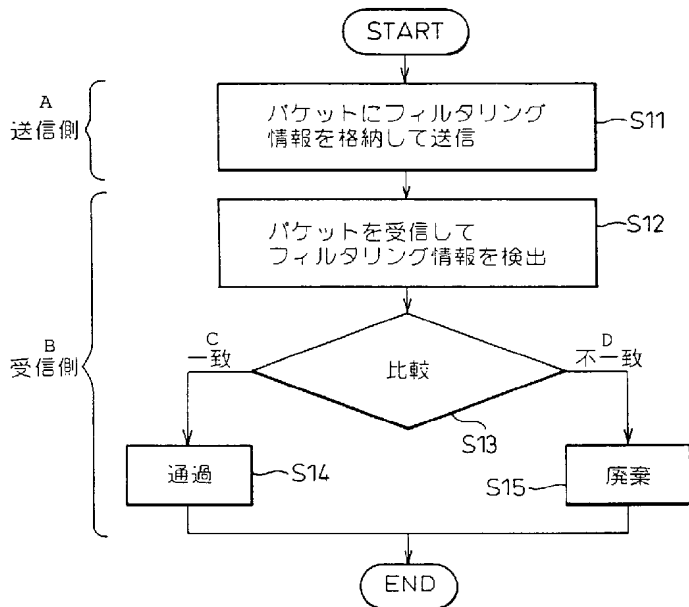 START
A
送信側
パケットにフィルタリング
情報を格納して送信
S11
パケットを受信して
フィルタリング情報を検出
S12
B
受信側
C
一致
比較
D
不一致
S13
通過
S14
S15
廃棄
END